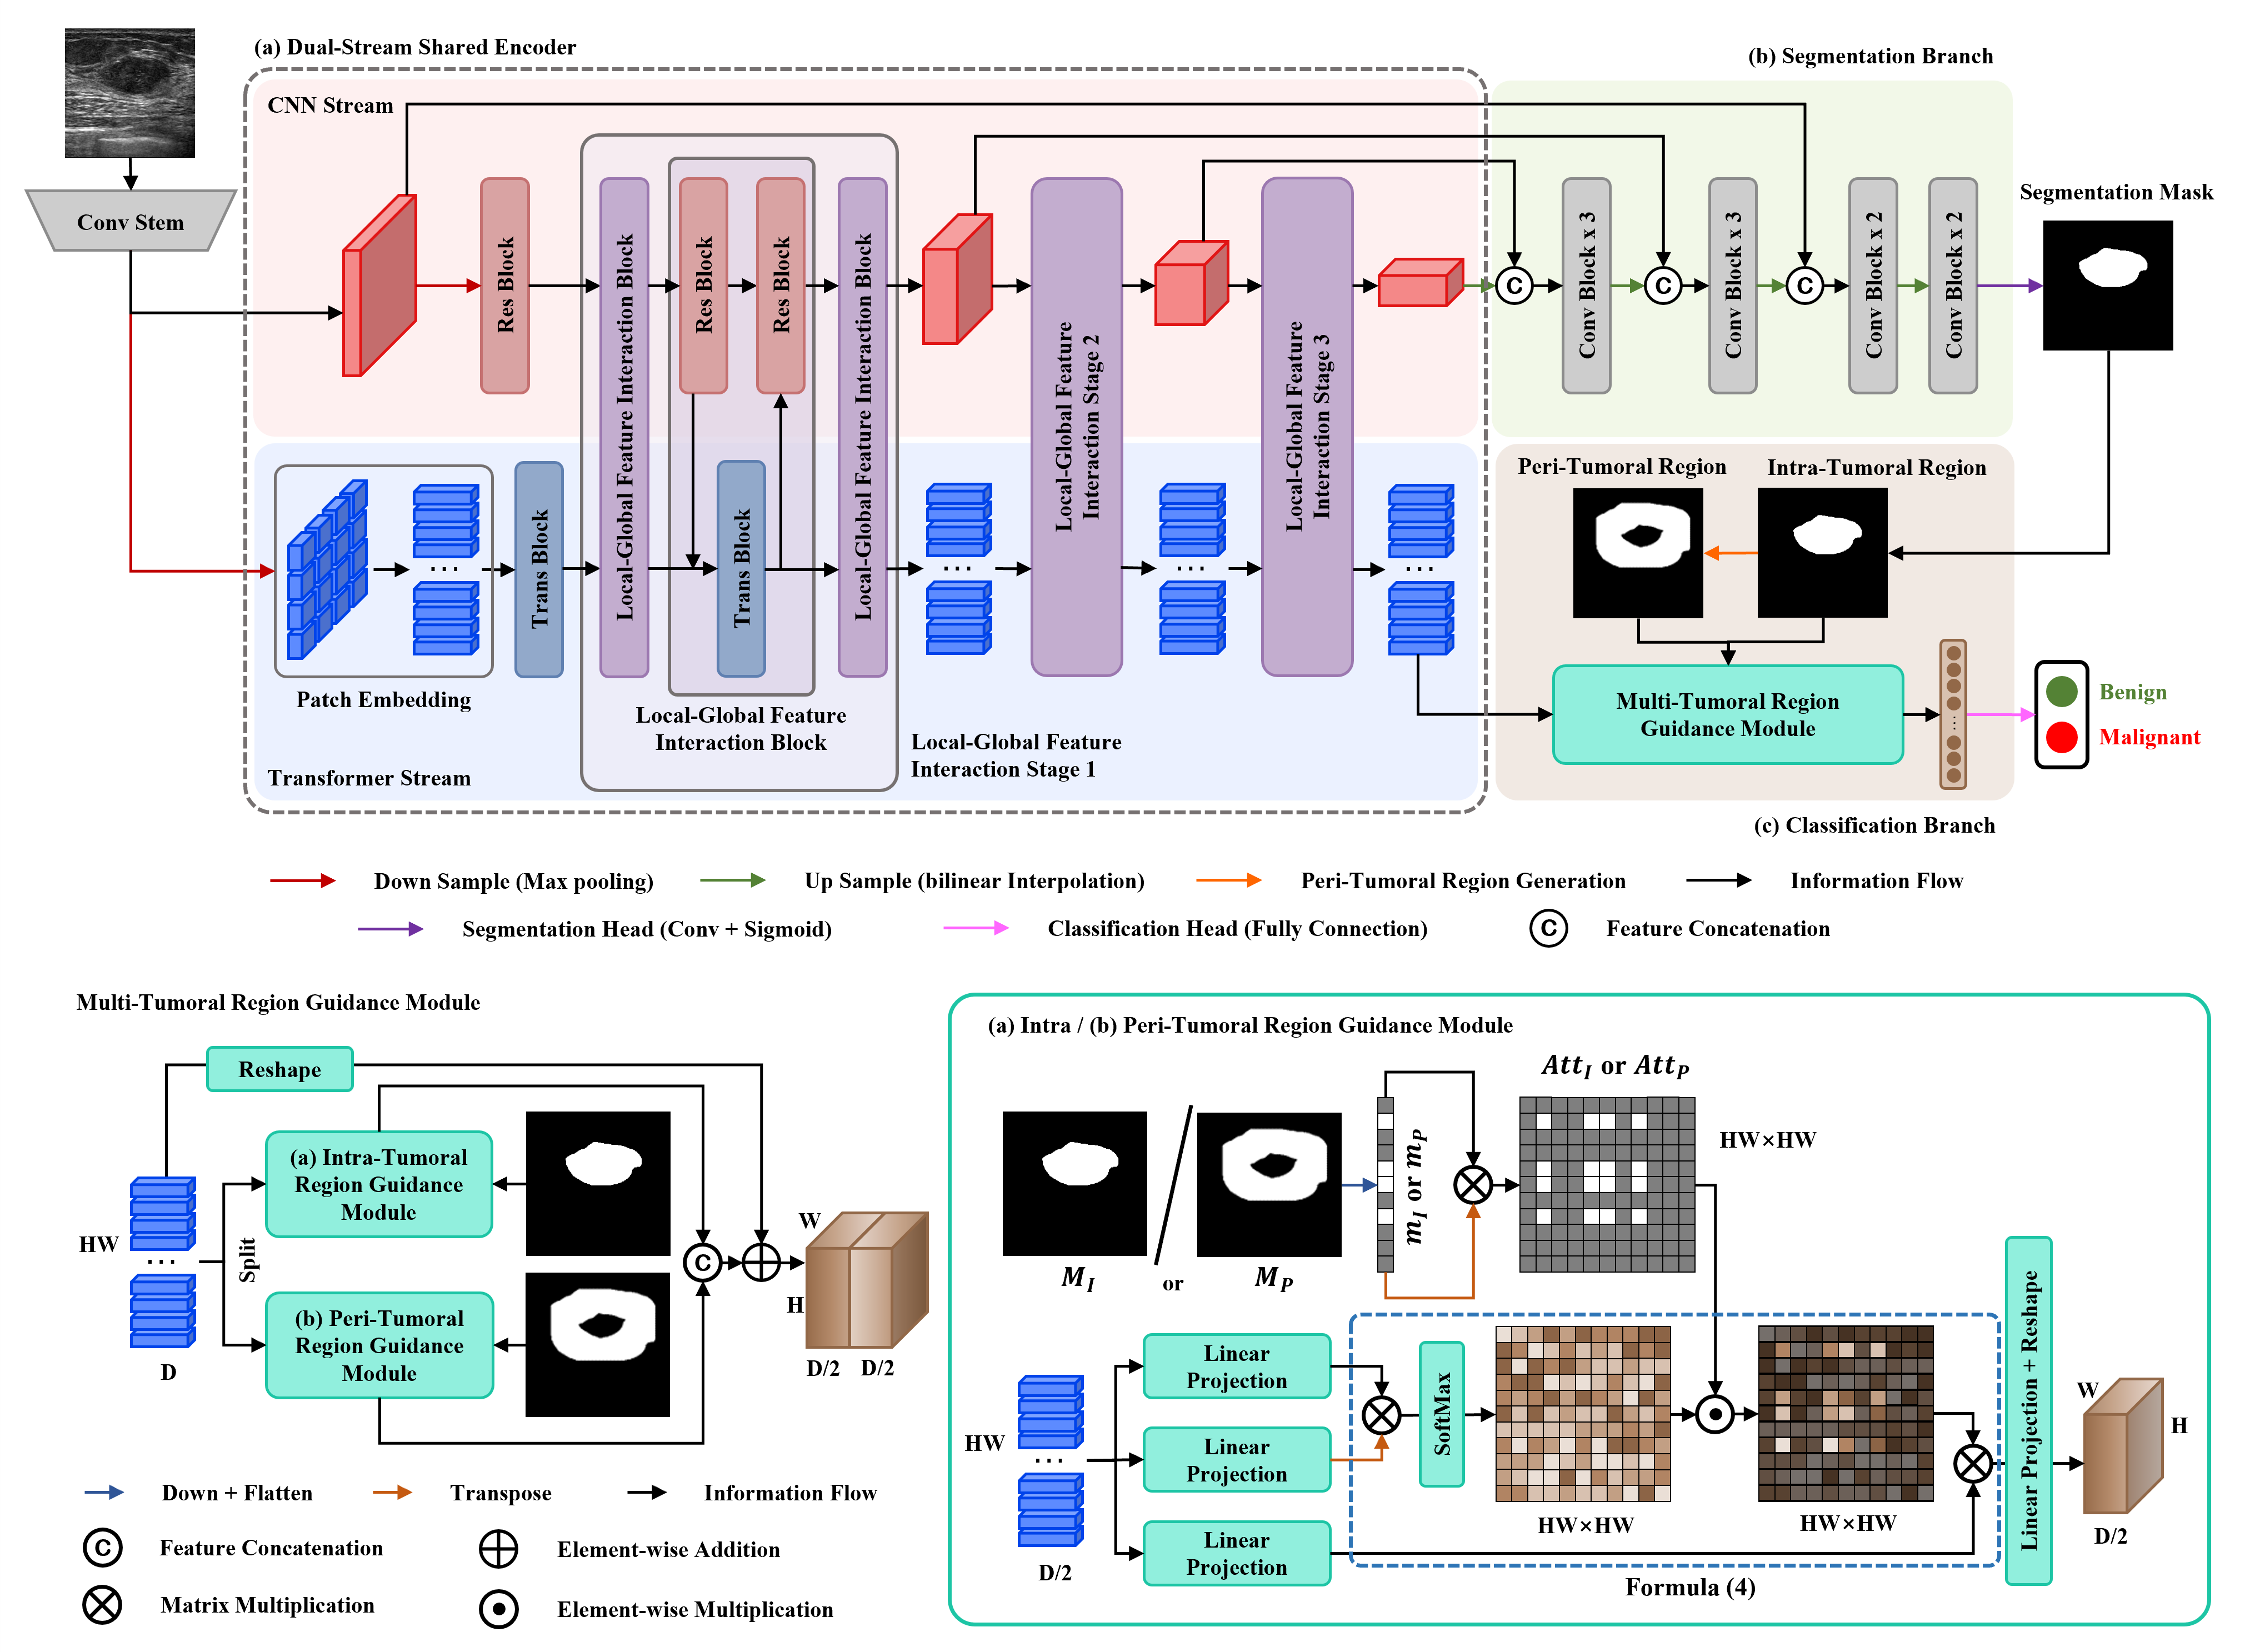 (a) Dual-Stream Shared Encoder
(b) Segmentation Branch
CNN Stream
Conv Stem
Res Block
Local-Global Feature Interaction Block
Res Block
Res Block
Local-Global Feature Interaction Block
Local-Global Feature
Interaction Stage 2
Local-Global Feature
Interaction Stage 3
C
Conv Block x 3
C
Conv Block x 3
C
Conv Block x 2
Conv Block x 2
Segmentation Mask
...
Patch Embedding
Trans Block
Trans Block
Local-Global Feature
Interaction Block
Transformer Stream
Local-Global Feature
Interaction Stage 1
...
...
...
Peri-Tumoral Region
Intra-Tumoral Region
Multi-Tumoral Region
Guidance Module
...
Benign
Malignant
(c) Classification Branch
Down Sample (Max pooling)
Up Sample (bilinear Interpolation)
Peri-Tumoral Region Generation
Information Flow
Segmentation Head (Conv + Sigmoid)
Classification Head (Fully Connection)
C
Feature Concatenation
Multi-Tumoral Region Guidance Module
Reshape
(a) Intra-Tumoral
Region Guidance
Module
HW
...
Split
D
(b) Peri-Tumoral
Region Guidance
Module
C
W
H
D/2
D/2
Down + Flatten
Transpose
Information Flow
C
Feature Concatenation
Element-wise Addition
Matrix Multiplication
Element-wise Multiplication
(a) Intra / (b) Peri-Tumoral Region Guidance Module
M_I
or
M_P
m_I or m_P
Att_I or Att_P
HW×HW
HW
...
D/2
Linear
Projection
Linear
Projection
Linear
Projection
SoftMax
HW×HW
HW×HW
Formula (4)
Linear Projection + Reshape
W
H
D/2